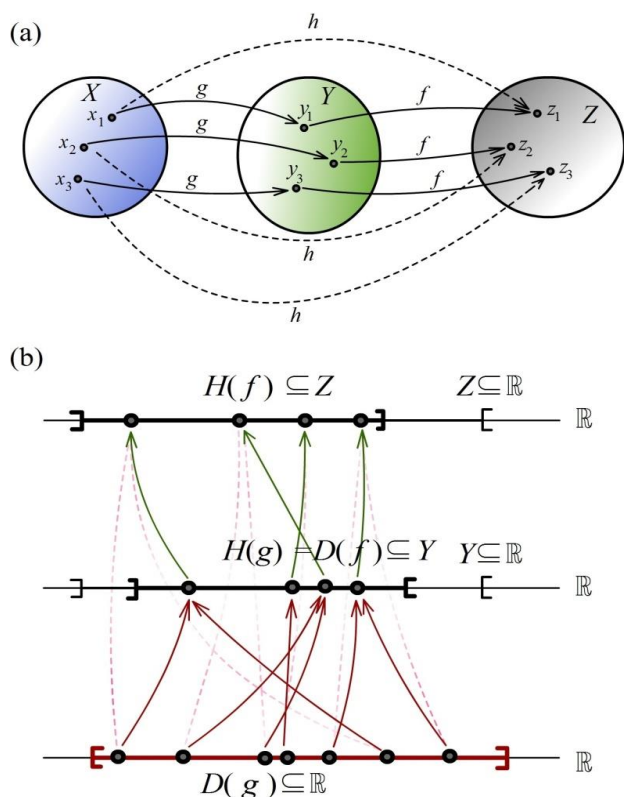 (a)
h
X g Y f Z
x₁ y₁ z₁
g f
x₂ y₂ z₂
x₃ y₃ z₃
g f
h
h
(b)
H(f) ⊆ Z Z⊆ℝ
ℝ
H(g) =D(f)⊆ Y Y⊆ℝ
ℝ
ℝ
D(g)⊆ℝ